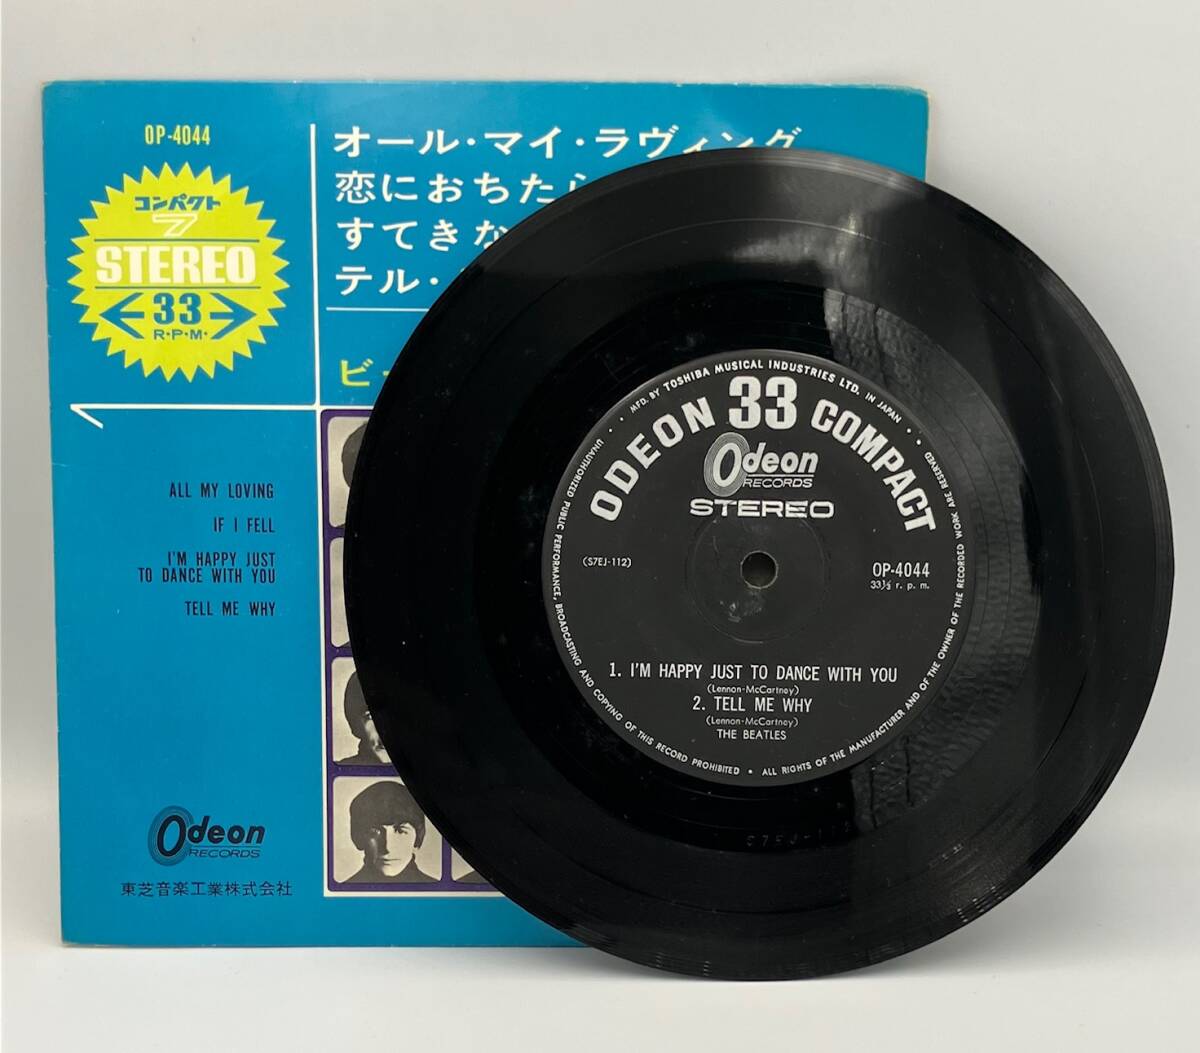 OP-4044
コンパクト
7
STEREO
33
R·P·M·
オール・マイ・ラヴィング
恋におちたら
すてきな
テル・
ビー
ALL MY LOVING
IF I FELL
I'M HAPPY JUST
TO DANCE WITH YOU
TELL ME WHY
Odeon
RECORDS
東芝音楽工業株式会社
MFD. BY TOSHIBA MUSICAL INDUSTRIES LTD. IN JAPAN
ODEON 33 COMPACT
Odeon
RECORDS
STEREO
(S7EJ-112)
OP-4044
33⅓ r. p. m.
1. I'M HAPPY JUST TO DANCE WITH YOU
(Lennon-McCartney)
2. TELL ME WHY
(Lennon-McCartney)
THE BEATLES
UNAUTHORIZED PUBLIC PERFORMANCE, BROADCASTING AND COPYING OF THIS RECORD PROHIBITED • ALL RIGHTS OF THE MANUFACTURER AND OF THE OWNER OF THE RECORDED WORK ARE RESERVED